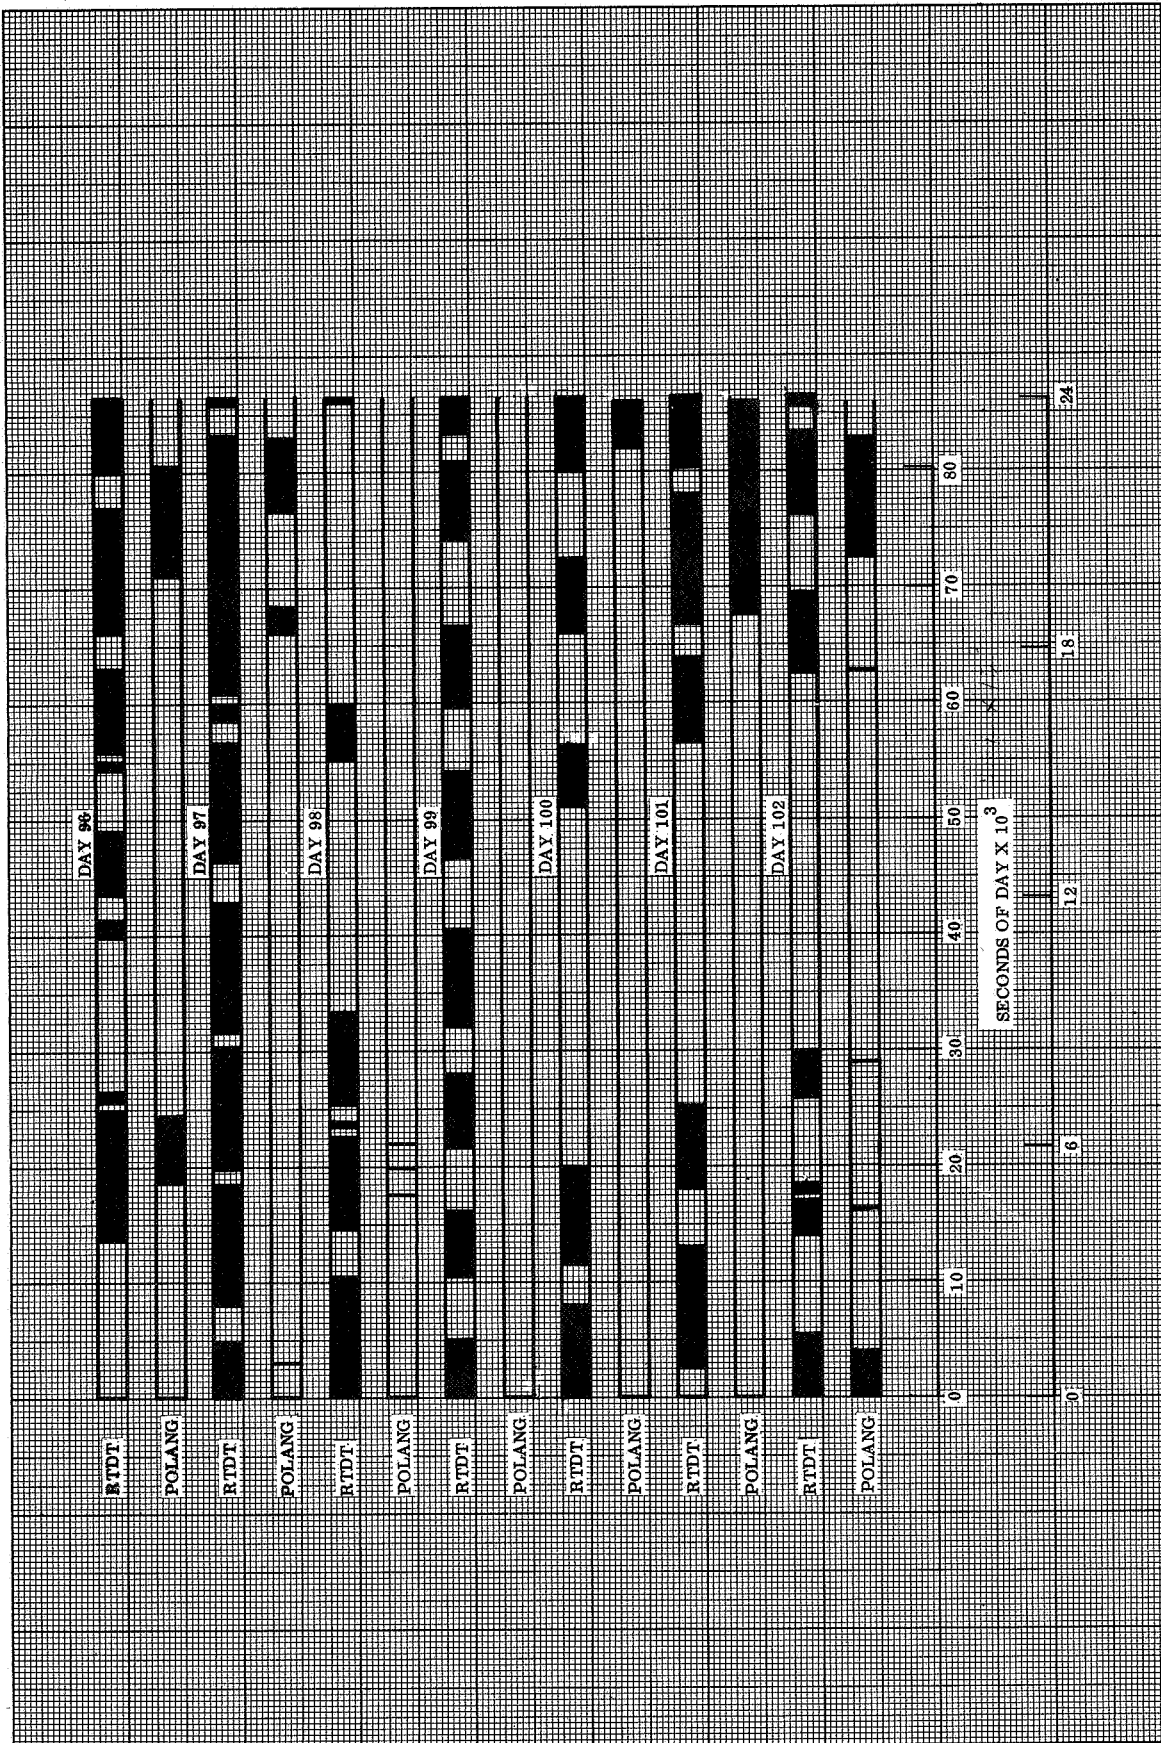 DAY 96
RTDT
POLANG
DAY 97
RTDT
POLANG
DAY 98
RTDT
POLANG
DAY 99
RTDT
POLANG
DAY 100
RTDT
POLANG
DAY 101
RTDT
POLANG
DAY 102
RTDT
POLANG
0 10 20 30 40 50 60 70 80
SECONDS OF DAY X 10³
0 6 12 18 24